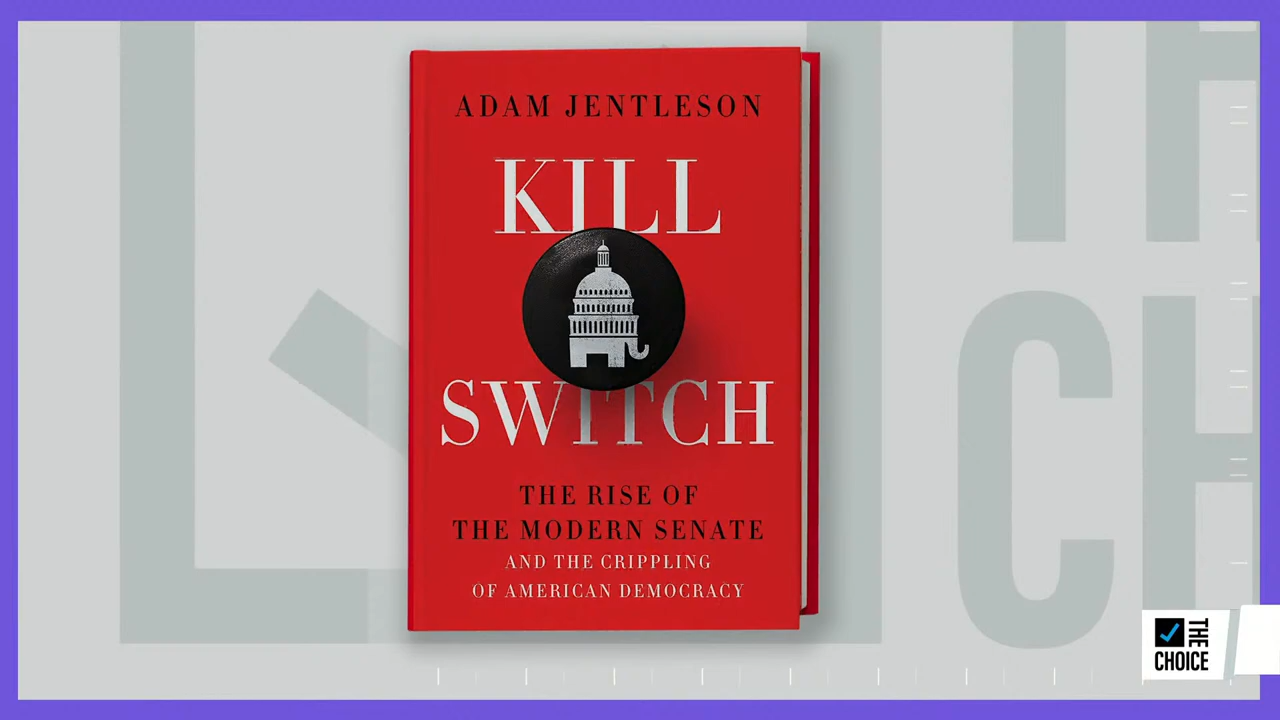 ADAM JENTLESON
KILL
SWITCH
THE RISE OF
THE MODERN SENATE
AND THE CRIPPLING
OF AMERICAN DEMOCRACY
THE
CHOICE